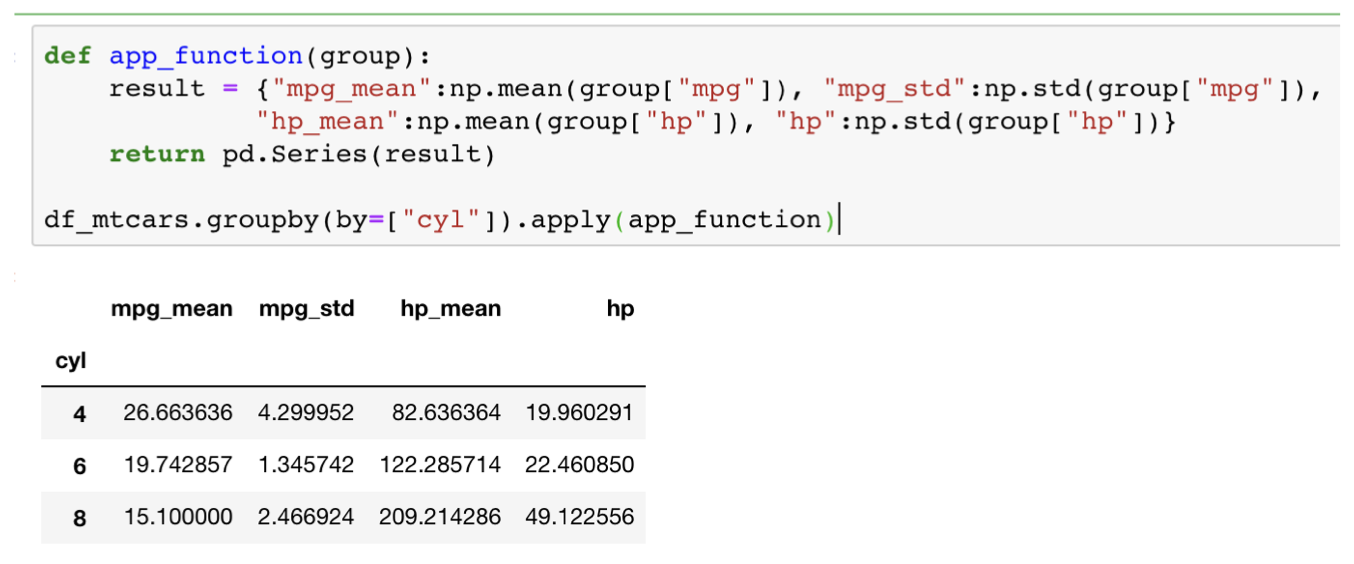 def app_function(group):
    result = {"mpg_mean":np.mean(group["mpg"]), "mpg_std":np.std(group["mpg"]),
             "hp_mean":np.mean(group["hp"]), "hp":np.std(group["hp"])}
    return pd.Series(result)
df_mtcars.groupby(by=["cyl"]).apply(app_function)
mpg_mean mpg_std hp_mean hp
cyl
4 26.663636 4.299952 82.636364 19.960291
6 19.742857 1.345742 122.285714 22.460850
8 15.100000 2.466924 209.214286 49.122556